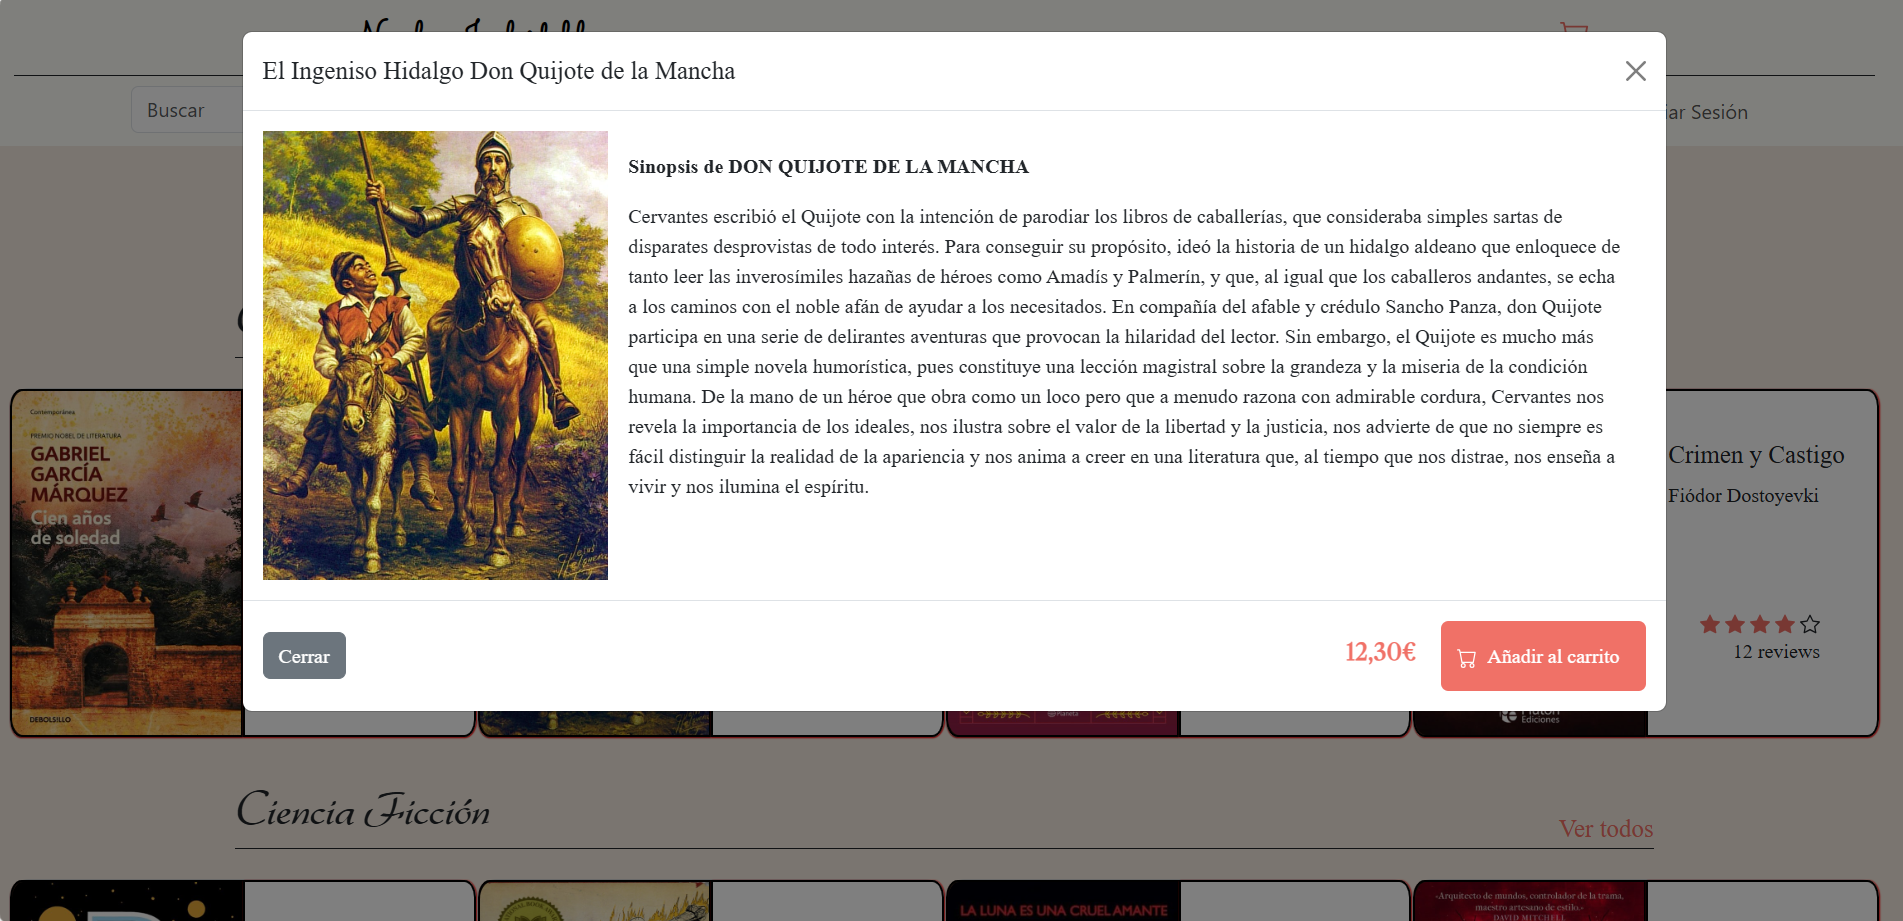 El Ingeniso Hidalgo Don Quijote de la Mancha
Buscar
iar Sesión
Sinopsis de DON QUIJOTE DE LA MANCHA
Cervantes escribió el Quijote con la intención de parodiar los libros de caballerías, que consideraba simples sartas de
disparates desprovistas de todo interés. Para conseguir su propósito, ideó la historia de un hidalgo aldeano que enloquece de
tanto leer las inverosímiles hazañas de héroes como Amadís y Palmerín, y que, al igual que los caballeros andantes, se echa
a los caminos con el noble afán de ayudar a los necesitados. En compañía del afable y crédulo Sancho Panza, don Quijote
participa en una serie de delirantes aventuras que provocan la hilaridad del lector. Sin embargo, el Quijote es mucho más
que una simple novela humorística, pues constituye una lección magistral sobre la grandeza y la miseria de la condición
humana. De la mano de un héroe que obra como un loco pero que a menudo razona con admirable cordura, Cervantes nos
revela la importancia de los ideales, nos ilustra sobre el valor de la libertad y la justicia, nos advierte de que no siempre es
fácil distinguir la realidad de la apariencia y nos anima a creer en una literatura que, al tiempo que nos distrae, nos enseña a
vivir y nos ilumina el espíritu.
Contemporánea
PREMIO NOBEL DE LITERATURA
GABRIEL
GARCÍA
MÁRQUEZ
Cien años
de soledad
DEBOLSILLO
Crimen y Castigo
Fiódor Dostoyevki
12 reviews
Cerrar
12,30€
Añadir al carrito
Planeta
Platón
Ediciones
Ciencia Ficción
Ver todos
LA LUNA ES UNA CRUEL AMANTE
«Arquitecto de mundos, controlador de la trama,
maestro artesano de estilo.»
DAVID MITCHELL